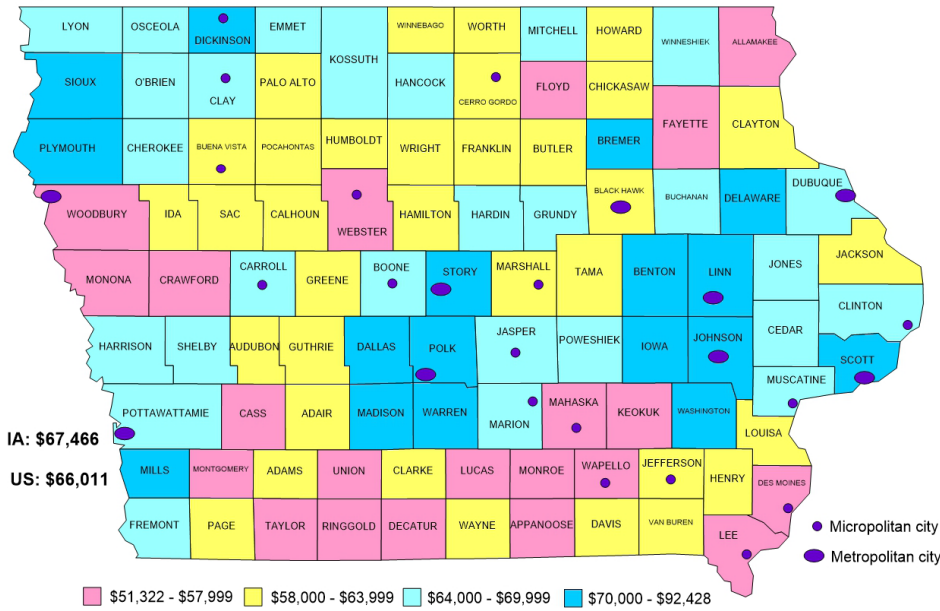 LYON OSCEOLA DICKINSON EMMET KOSSUTH WINNEBAGO WORTH MITCHELL HOWARD WINNESHIEK ALLAMAKEE
SIOUX O'BRIEN CLAY PALO ALTO HANCOCK CERRO GORDO FLOYD CHICKASAW
PLYMOUTH CHEROKEE BUENA VISTA POCAHONTAS HUMBOLDT WRIGHT FRANKLIN BUTLER BREMER FAYETTE CLAYTON
WOODBURY IDA SAC CALHOUN WEBSTER HAMILTON HARDIN GRUNDY BLACK HAWK BUCHANAN DELAWARE DUBUQUE
MONONA CRAWFORD CARROLL GREENE BOONE STORY MARSHALL TAMA BENTON LINN JONES JACKSON
CLINTON
HARRISON SHELBY AUDUBON GUTHRIE DALLAS POLK JASPER POWESHIEK IOWA JOHNSON CEDAR SCOTT
MUSCATINE
POTTAWATTAMIE CASS ADAIR MADISON WARREN MARION MAHASKA KEOKUK WASHINGTON LOUISA
IA: $67,466
US: $66,011
MILLS MONTGOMERY ADAMS UNION CLARKE LUCAS MONROE WAPELLO JEFFERSON HENRY DES MOINES
FREMONT PAGE TAYLOR RINGGOLD DECATUR WAYNE APPANOOSE DAVIS VAN BUREN LEE
Micropolitan city
Metropolitan city
$51,322 - $57,999 $58,000 - $63,999 $64,000 - $69,999 $70,000 - $92,428